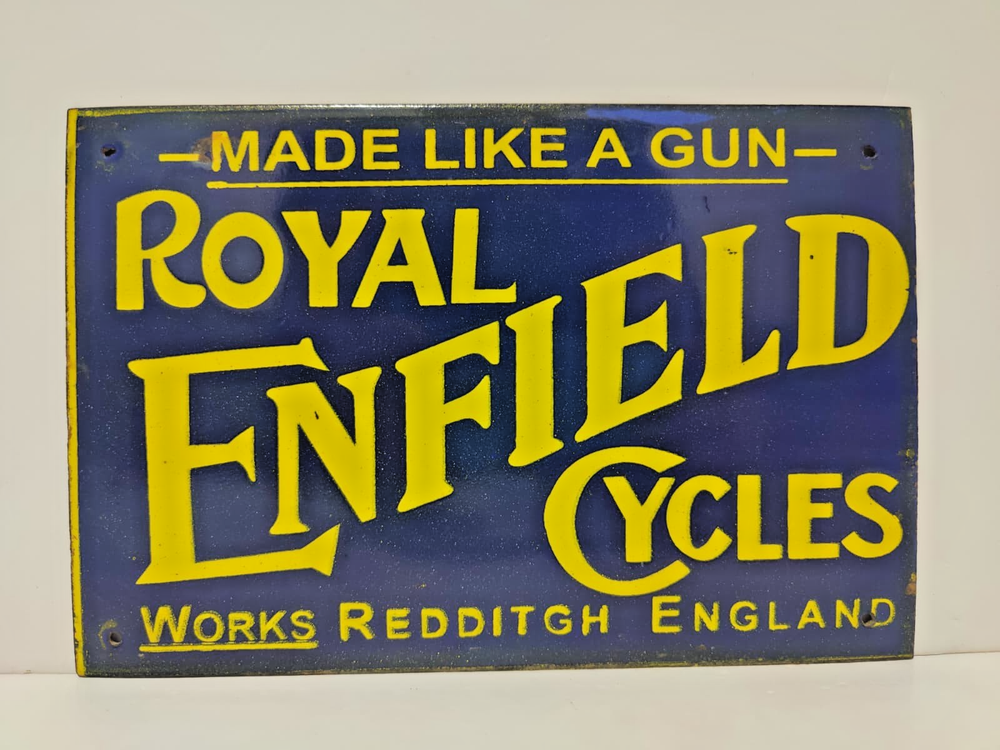 —MADE LIKE A GUN—
ROYAL
ENFIELD
CYCLES
WORKS REDDITGH ENGLAND